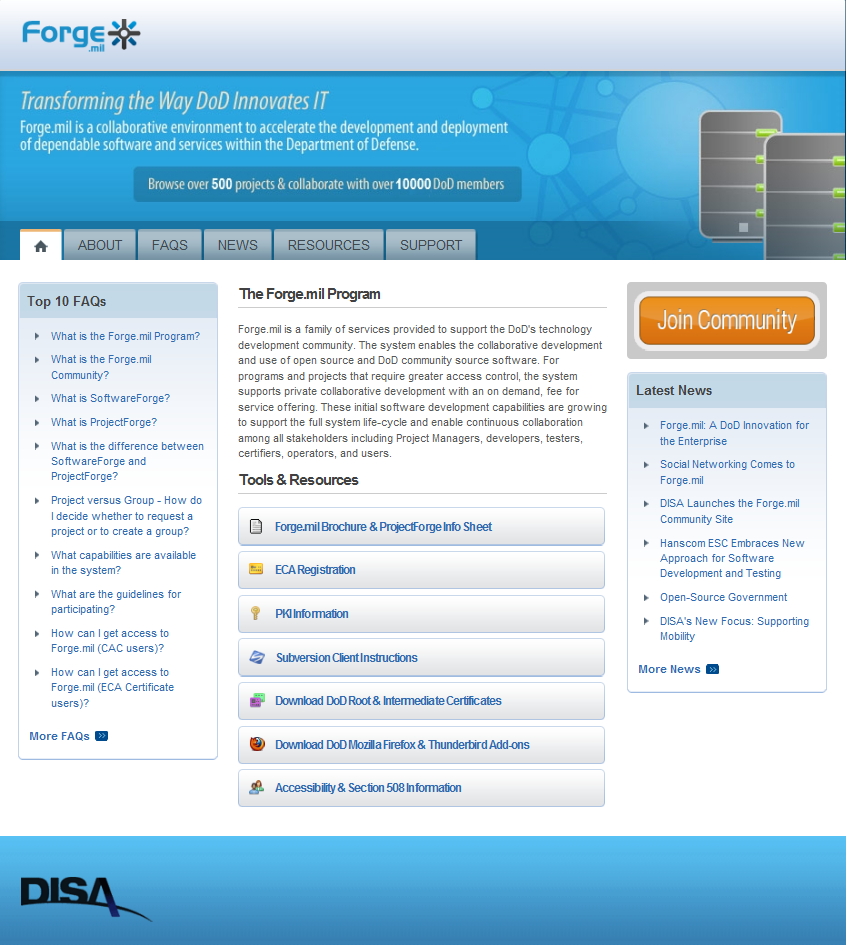 Forge
.mil
Transforming the Way DoD Innovates IT
Forge.mil is a collaborative environment to accelerate the development and deployment
of dependable software and services within the Department of Defense.
Browse over 500 projects & collaborate with over 10000 DoD members
ABOUT
FAQS
NEWS
RESOURCES
SUPPORT
Top 10 FAQs
What is the Forge.mil Program?
What is the Forge.mil
Community?
What is SoftwareForge?
What is ProjectForge?
What is the difference between
SoftwareForge and
ProjectForge?
Project versus Group - How do
I decide whether to request a
project or to create a group?
What capabilities are available
in the system?
What are the guidelines for
participating?
How can I get access to
Forge.mil (CAC users)?
How can I get access to
Forge.mil (ECA Certificate
users)?
More FAQs
The Forge.mil Program
Forge.mil is a family of services provided to support the DoD's technology
development community. The system enables the collaborative development
and use of open source and DoD community source software. For
programs and projects that require greater access control, the system
supports private collaborative development with an on demand, fee for
service offering. These initial software development capabilities are growing
to support the full system life-cycle and enable continuous collaboration
among all stakeholders including Project Managers, developers, testers,
certifiers, operators, and users.
Tools & Resources
Forge.mil Brochure & ProjectForge Info Sheet
ECA Registration
PKI Information
Subversion Client Instructions
Download DoD Root & Intermediate Certificates
Download DoD Mozilla Firefox & Thunderbird Add-ons
Accessibility & Section 508 Information
Join Community
Latest News
Forge.mil: A DoD Innovation for
the Enterprise
Social Networking Comes to
Forge.mil
DISA Launches the Forge.mil
Community Site
Hanscom ESC Embraces New
Approach for Software
Development and Testing
Open-Source Government
DISA's New Focus: Supporting
Mobility
More News
DISA